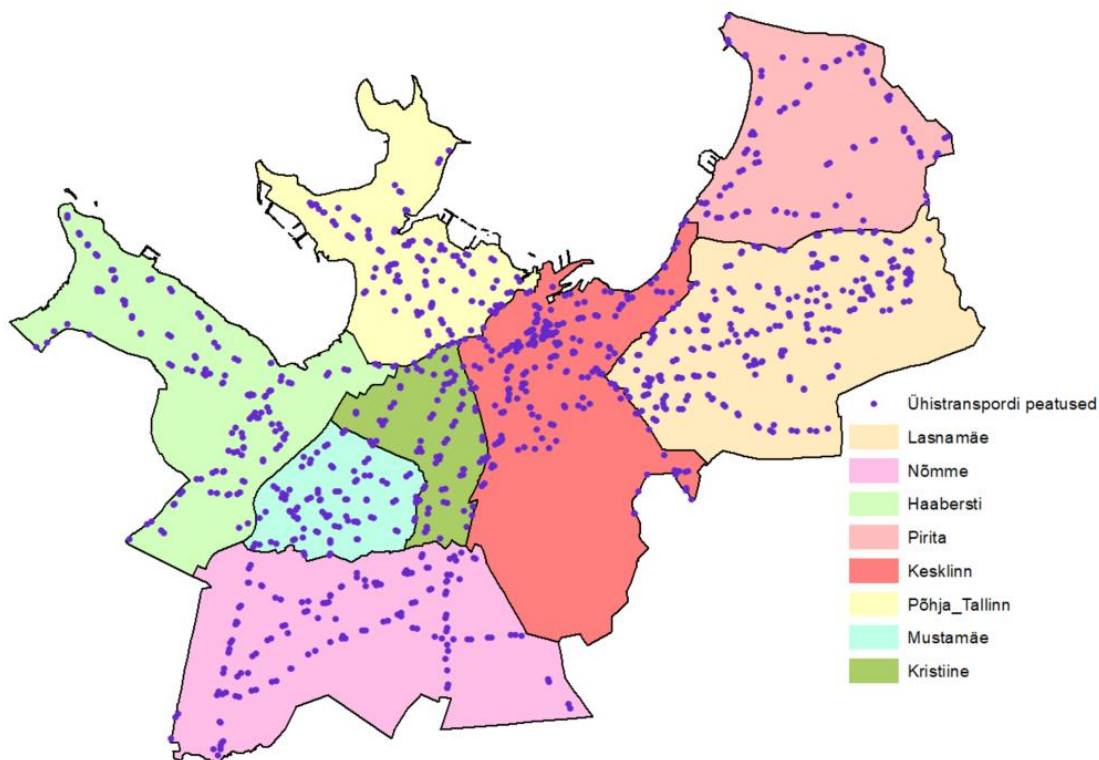 Ühistranspordi peatused
Lasnamäe
Nõmme
Haabersti
Pirita
Kesklinn
Põhja_Tallinn
Mustamäe
Kristiine